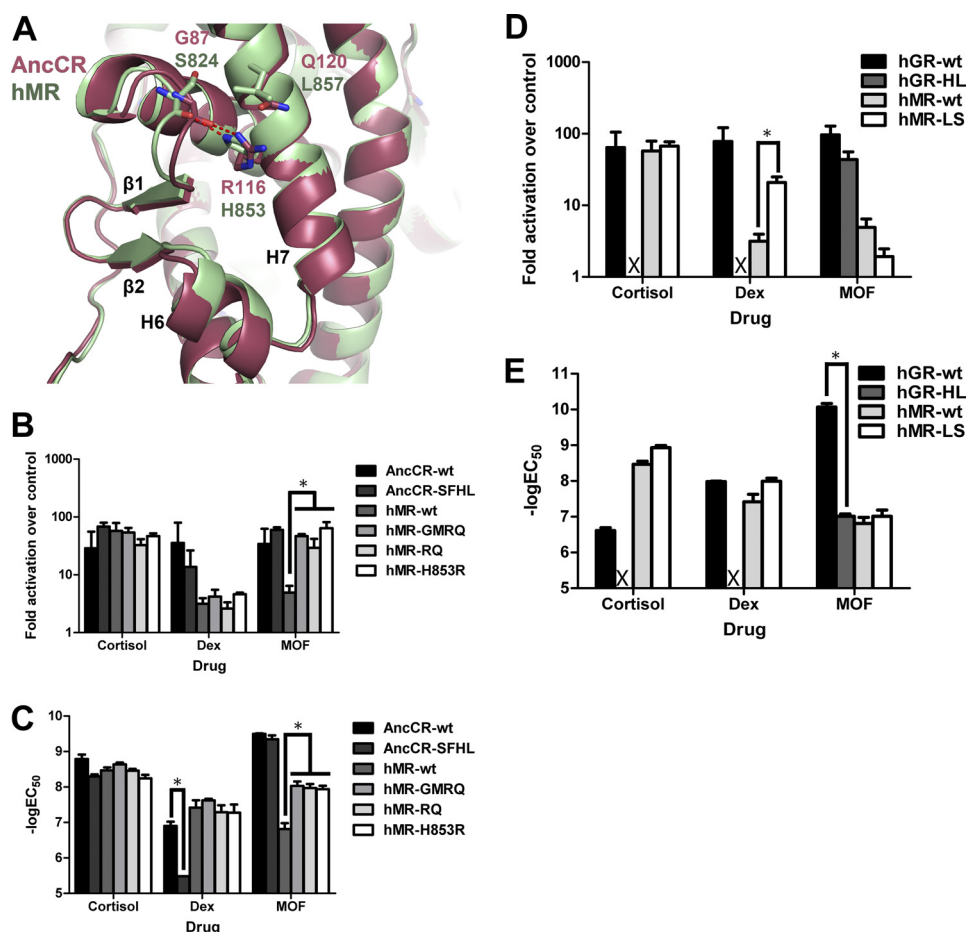 A
AncCR
hMR
G87
S824
Q120
L857
R116
H853
β1
β2
H6
H7
B
Fold activation over control
1000
100
10
1
*
Cortisol
Dex
MOF
Drug
AncCR-wt
AncCR-SFHL
hMR-wt
hMR-GMRQ
hMR-RQ
hMR-H853R
C
-logEC50
10
9
8
7
6
5
*
*
Cortisol
Dex
MOF
Drug
AncCR-wt
AncCR-SFHL
hMR-wt
hMR-GMRQ
hMR-RQ
hMR-H853R
D
Fold activation over control
1000
100
10
1
X
X
*
Cortisol
Dex
MOF
Drug
hGR-wt
hGR-HL
hMR-wt
hMR-LS
E
-logEC50
11
10
9
8
7
6
5
X
X
*
Cortisol
Dex
MOF
Drug
hGR-wt
hGR-HL
hMR-wt
hMR-LS